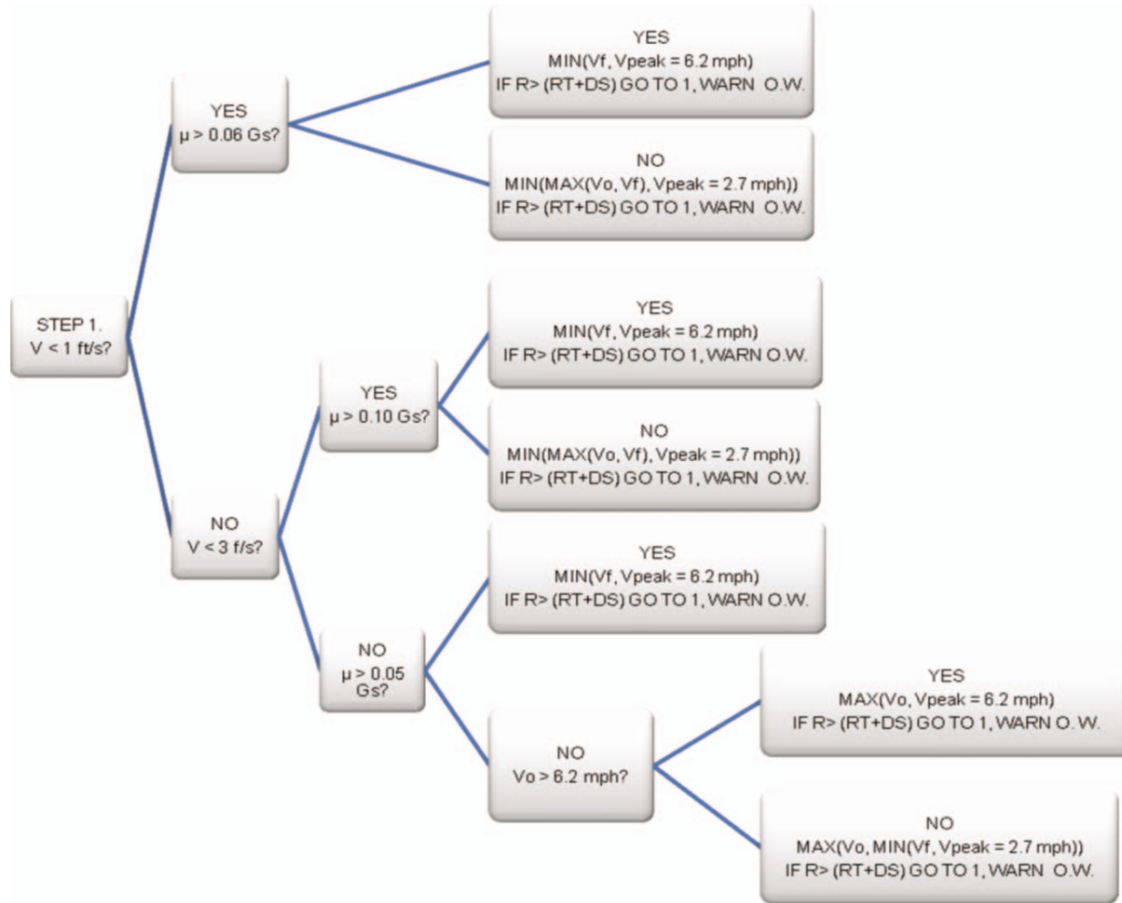 YES
MIN(Vf, Vpeak = 6.2 mph)
IF R> (RT+DS) GO TO 1, WARN O.W.
YES
μ > 0.06 Gs?
NO
MIN(MAX(Vo, Vf), Vpeak = 2.7 mph))
IF R> (RT+DS) GO TO 1, WARN O.W.
STEP 1.
V < 1 ft/s?
YES
MIN(Vf, Vpeak = 6.2 mph)
IF R> (RT+DS) GO TO 1, WARN O.W.
YES
μ > 0.10 Gs?
NO
MIN(MAX(Vo, Vf), Vpeak = 2.7 mph))
IF R> (RT+DS) GO TO 1, WARN O.W.
NO
V < 3 f/s?
YES
MIN(Vf, Vpeak = 6.2 mph)
IF R> (RT+DS) GO TO 1, WARN O.W.
NO
μ > 0.05
Gs?
YES
MAX(Vo, Vpeak = 6.2 mph)
IF R> (RT+DS) GO TO 1, WARN O. W.
NO
Vo > 6.2 mph?
NO
MAX(Vo, MIN(Vf, Vpeak = 2.7 mph))
IF R> (RT+DS) GO TO 1, WARN O.W.